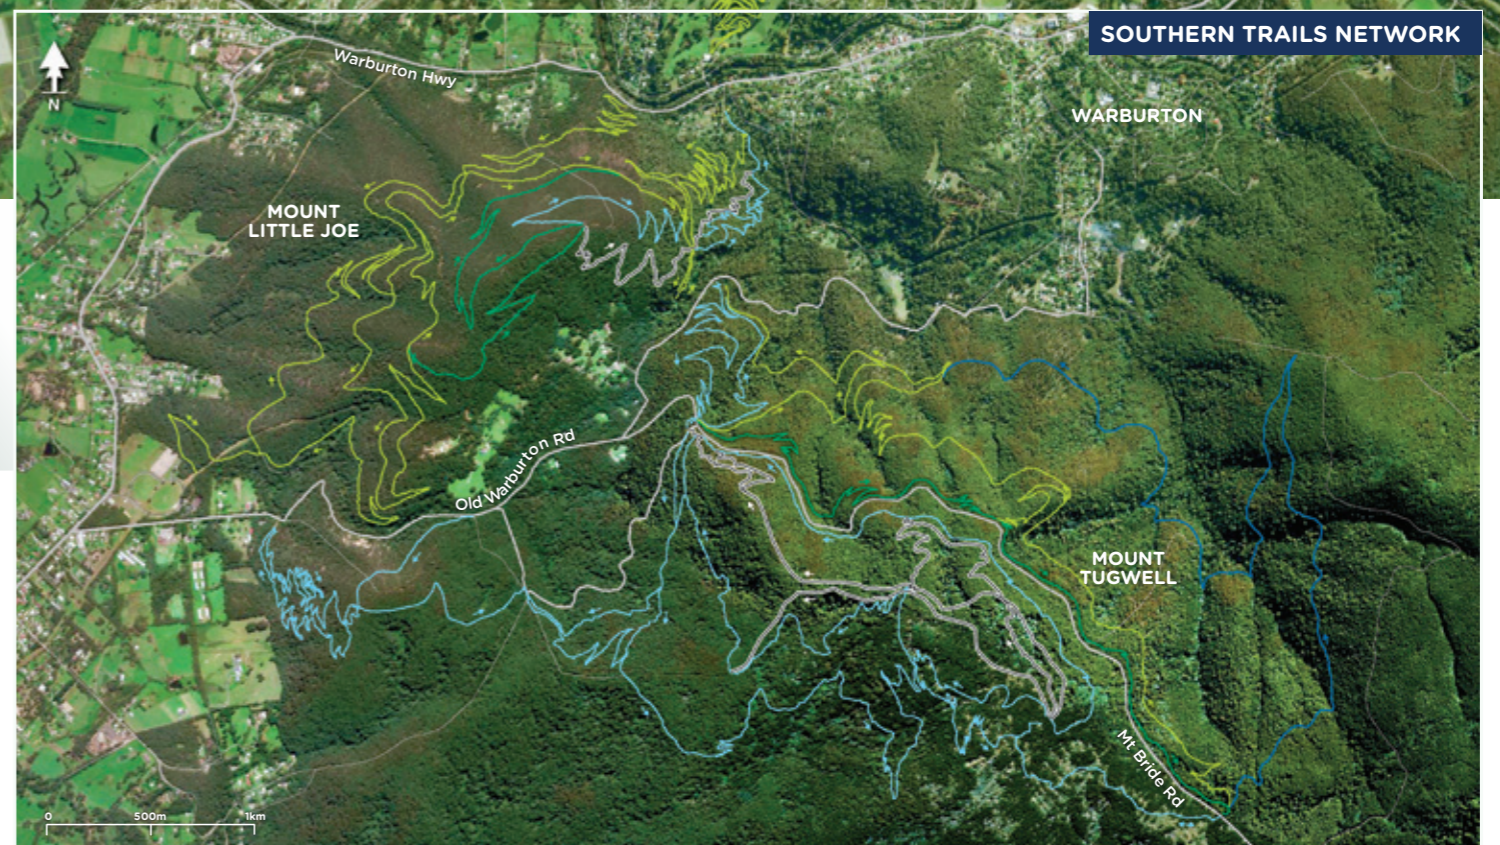 SOUTHERN TRAILS NETWORK
Warburton Hwy
N
WARBURTON
MOUNT
LITTLE JOE
Old Warburton Rd
MOUNT
TUGWELL
Mt Bride Rd
0 500m 1km